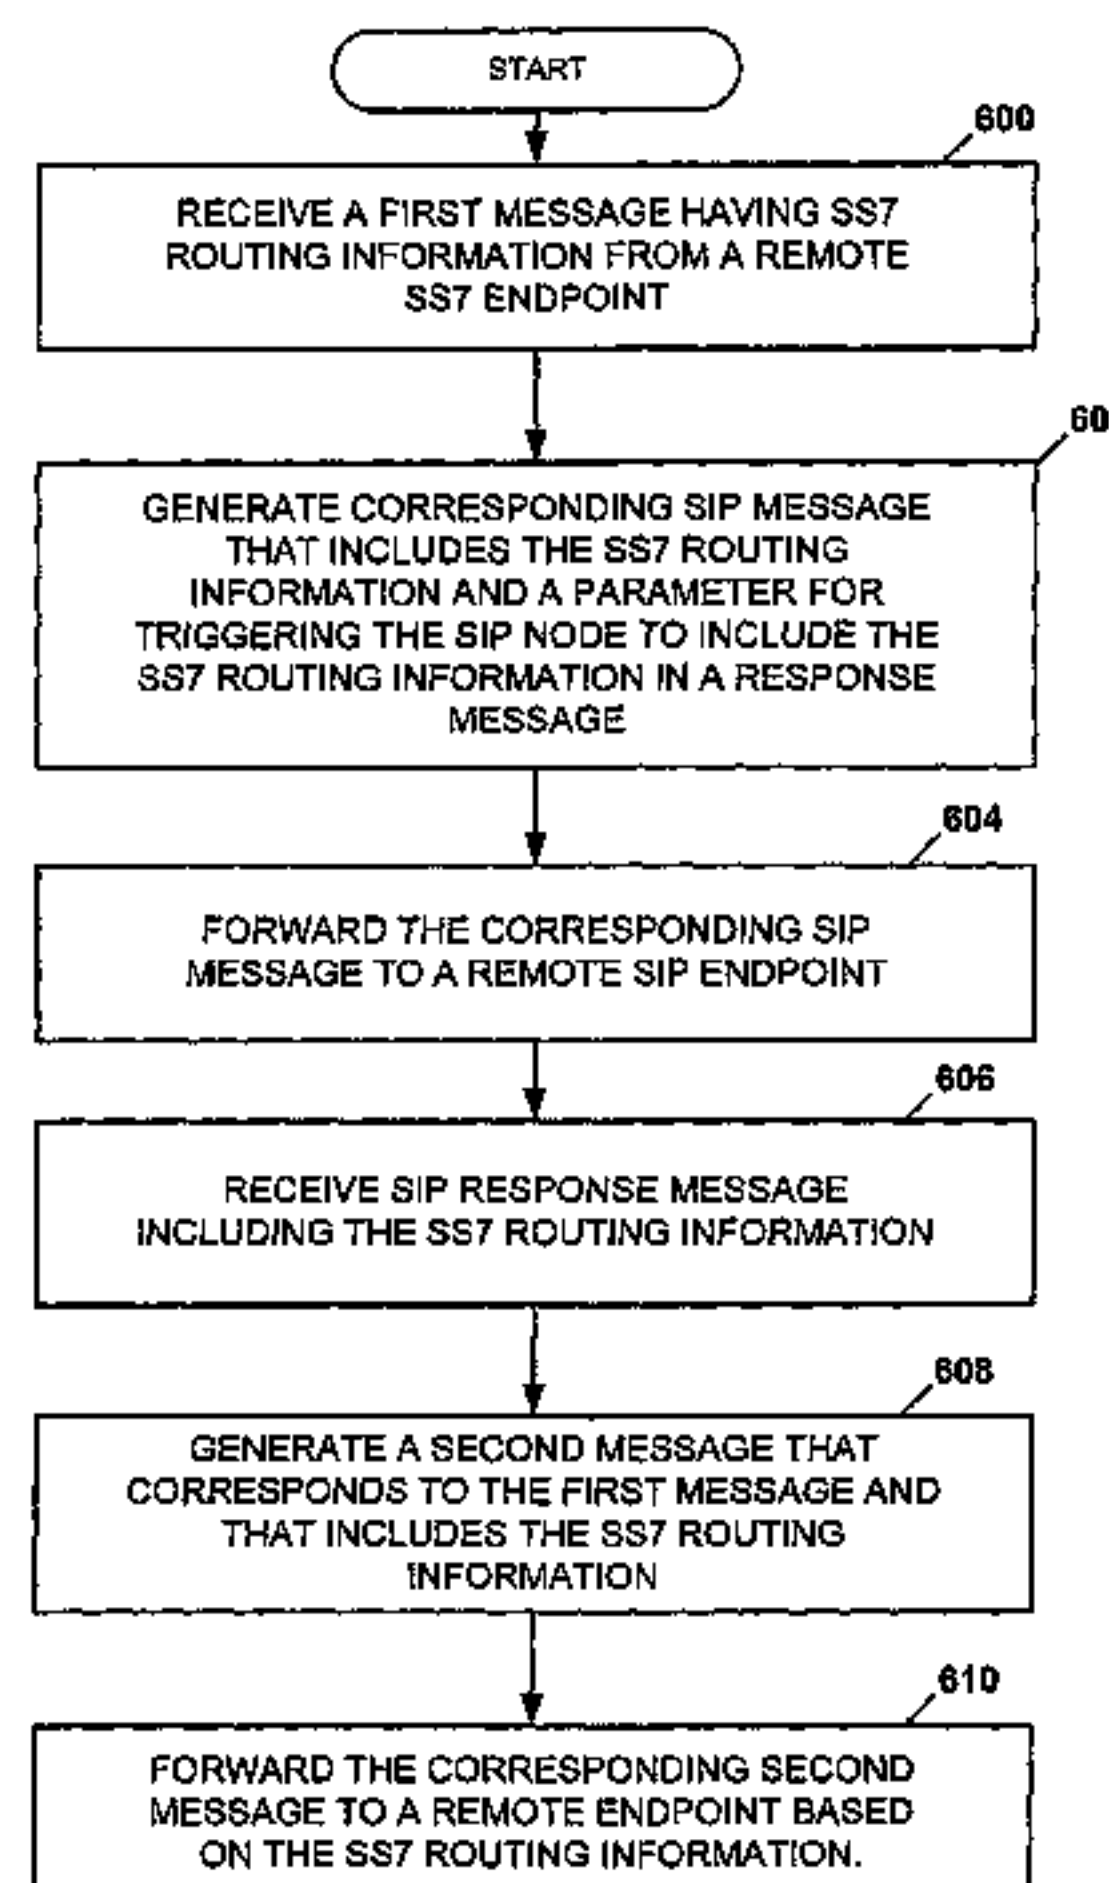 START
600
RECEIVE A FIRST MESSAGE HAVING SS7
ROUTING INFORMATION FROM A REMOTE
SS7 ENDPOINT
60
GENERATE CORRESPONDING SIP MESSAGE
THAT INCLUDES THE SS7 ROUTING
INFORMATION AND A PARAMETER FOR
TRIGGERING THE SIP NODE TO INCLUDE THE
SS7 ROUTING INFORMATION IN A RESPONSE
MESSAGE
604
FORWARD THE CORRESPONDING SIP
MESSAGE TO A REMOTE SIP ENDPOINT
606
RECEIVE SIP RESPONSE MESSAGE
INCLUDING THE SS7 ROUTING INFORMATION
608
GENERATE A SECOND MESSAGE THAT
CORRESPONDS TO THE FIRST MESSAGE AND
THAT INCLUDES THE SS7 ROUTING
INFORMATION
610
FORWARD THE CORRESPONDING SECOND
MESSAGE TO A REMOTE ENDPOINT BASED
ON THE SS7 ROUTING INFORMATION.